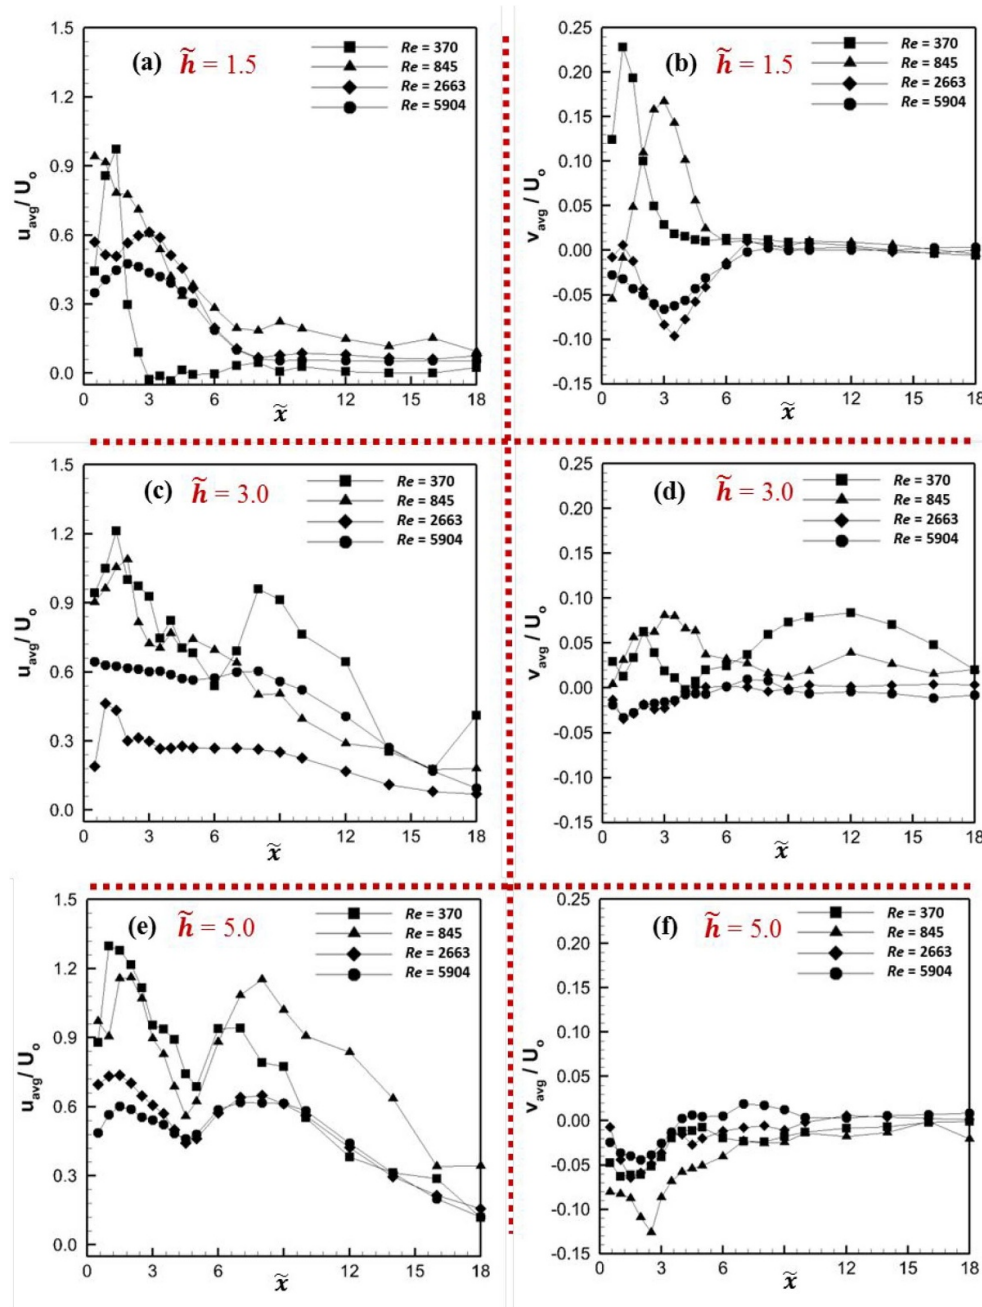 (a) h̃ = 1.5
Re = 370
Re = 845
Re = 2663
Re = 5904
1.5
1.2
0.9
0.6
0.3
0.0
u_avg / U_o
0 3 6 9 12 15 18
x̃
(b) h̃ = 1.5
Re = 370
Re = 845
Re = 2663
Re = 5904
0.25
0.20
0.15
0.10
0.05
0.00
-0.05
-0.10
-0.15
v_avg / U_o
0 3 6 9 12 15 18
x̃
(c) h̃ = 3.0
Re = 370
Re = 845
Re = 2663
Re = 5904
1.5
1.2
0.9
0.6
0.3
0.0
u_avg / U_o
0 3 6 9 12 15 18
x̃
(d) h̃ = 3.0
Re = 370
Re = 845
Re = 2663
Re = 5904
0.25
0.20
0.15
0.10
0.05
0.00
-0.05
-0.10
-0.15
v_avg / U_o
0 3 6 9 12 15 18
x̃
(e) h̃ = 5.0
Re = 370
Re = 845
Re = 2663
Re = 5904
1.5
1.2
0.9
0.6
0.3
0.0
u_avg / U_o
0 3 6 9 12 15 18
x̃
(f) h̃ = 5.0
Re = 370
Re = 845
Re = 2663
Re = 5904
0.25
0.20
0.15
0.10
0.05
0.00
-0.05
-0.10
-0.15
v_avg / U_o
0 3 6 9 12 15 18
x̃